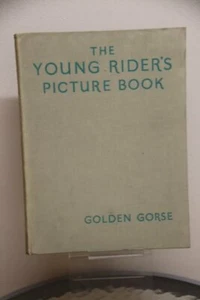 THE
YOUNG RIDER'S
PICTURE BOOK
GOLDEN GORSE